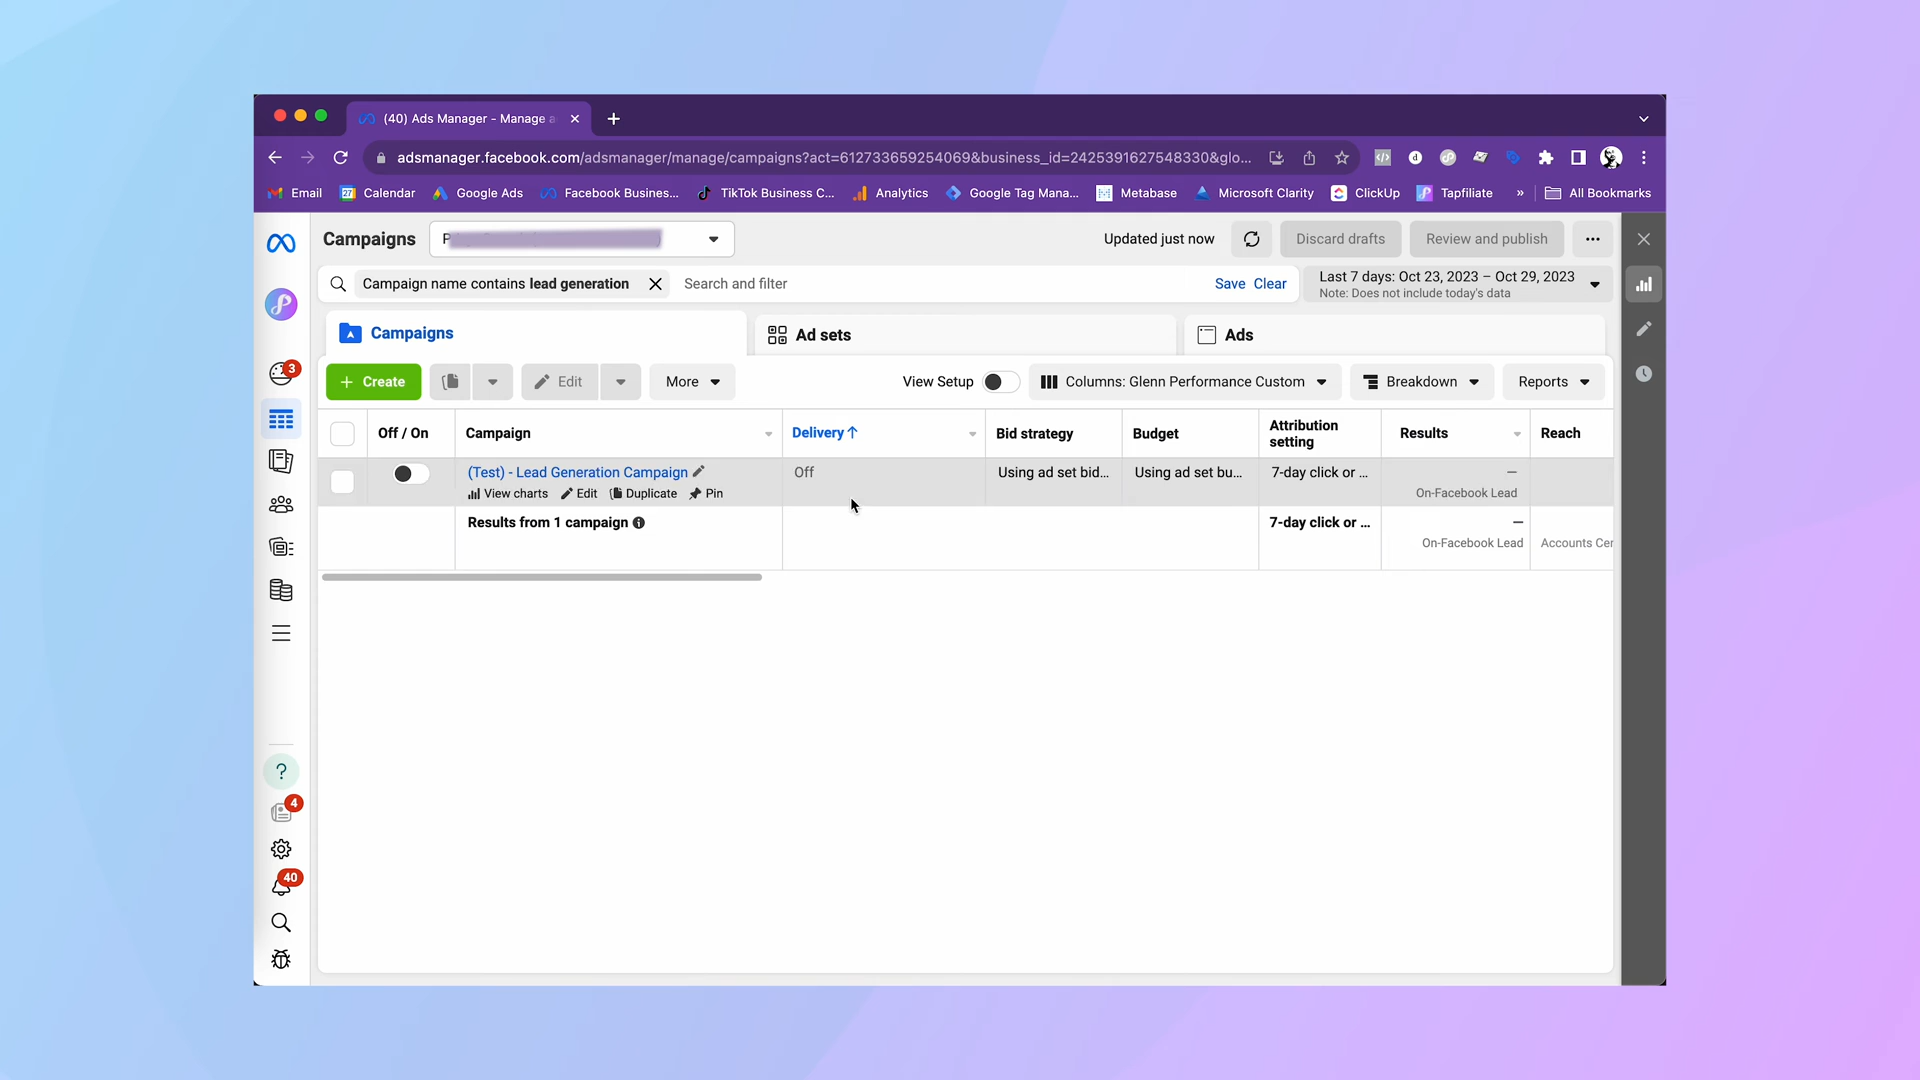 (40) Ads Manager - Manage a
adsmanager.facebook.com/adsmanager/manage/campaigns?act=612733659254069&business_id=2425391627548330&glo...
Email
Calendar
Google Ads
Facebook Busines...
TikTok Business C...
Analytics
Google Tag Mana...
Metabase
Microsoft Clarity
ClickUp
Tapfiliate
»
All Bookmarks
Campaigns
Updated just now
Discard drafts
Review and publish
Campaign name contains lead generation
Search and filter
Save
Clear
Last 7 days: Oct 23, 2023 – Oct 29, 2023
Note: Does not include today's data
Campaigns
Ad sets
Ads
+ Create
Edit
More
View Setup
Columns: Glenn Performance Custom
Breakdown
Reports
Off / On
Campaign
Delivery ↑
Bid strategy
Budget
Attribution
setting
Results
Reach
(Test) - Lead Generation Campaign
Off
Using ad set bid...
Using ad set bu...
7-day click or ...
—
View charts
Edit
Duplicate
Pin
On-Facebook Lead
Results from 1 campaign
7-day click or ...
—
On-Facebook Lead
Accounts Cer
3
?
4
40